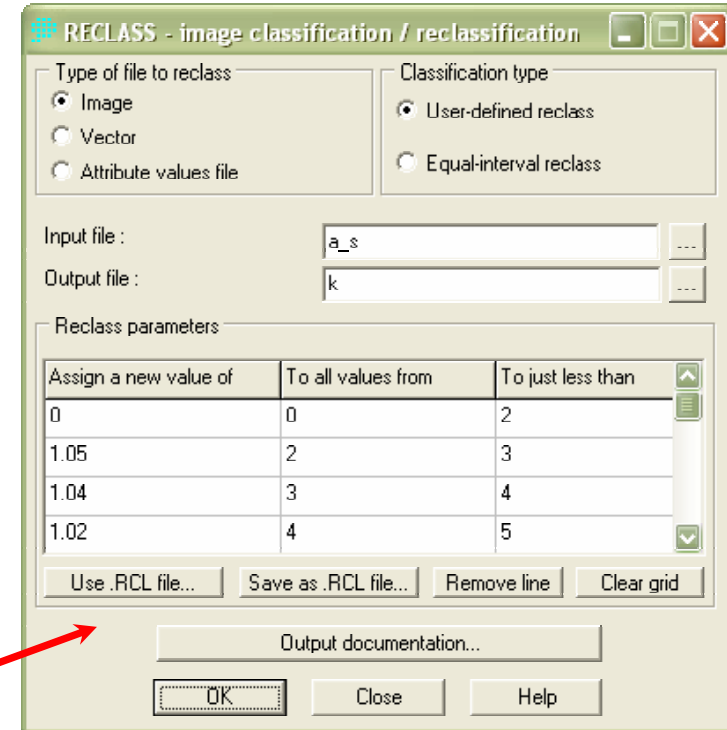 RECLASS - image classification / reclassification
Type of file to reclass
Image
Vector
Attribute values file
Classification type
User-defined reclass
Equal-interval reclass
Input file :
a_s
...
Output file :
k
...
Reclass parameters
Assign a new value of To all values from To just less than
0 0 2
1.05 2 3
1.04 3 4
1.02 4 5
Use .RCL file... Save as .RCL file... Remove line Clear grid
Output documentation...
OK Close Help